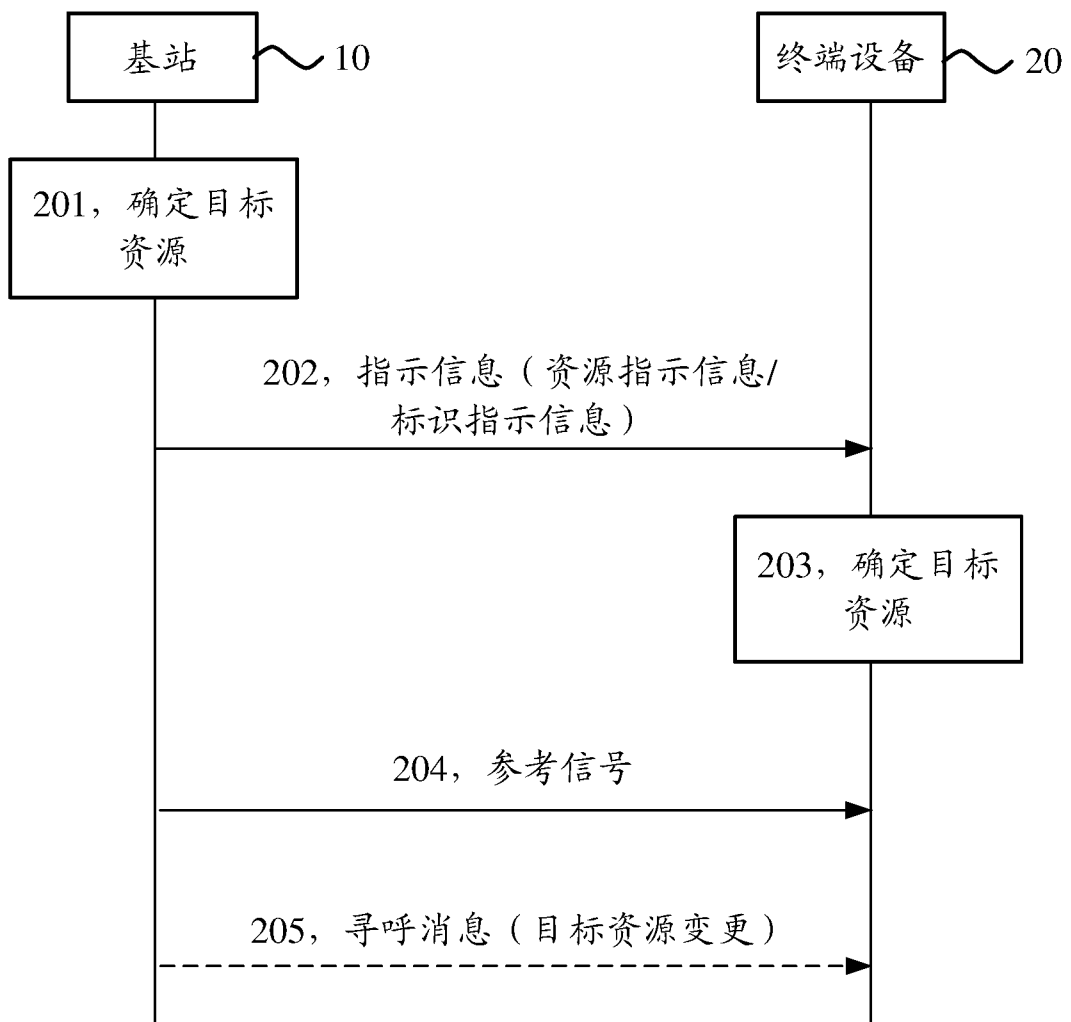 基站
10
终端设备
20
201，确定目标
资源
202，指示信息（资源指示信息/
标识指示信息）
203，确定目标
资源
204，参考信号
205，寻呼消息（目标资源变更）